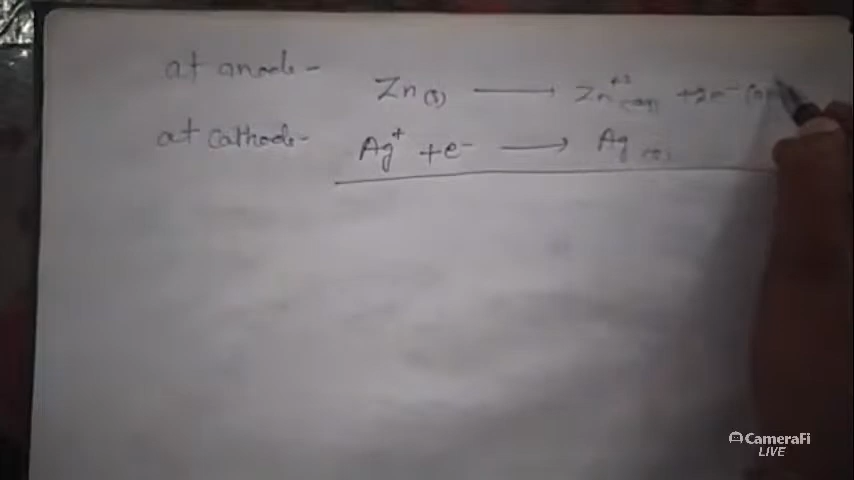 at anode-
Zn(s) ⟶ Zn⁺² (aq) + 2e⁻
at cathode-
Ag⁺ + e⁻ ⟶ Ag (s)
CameraFi
LIVE